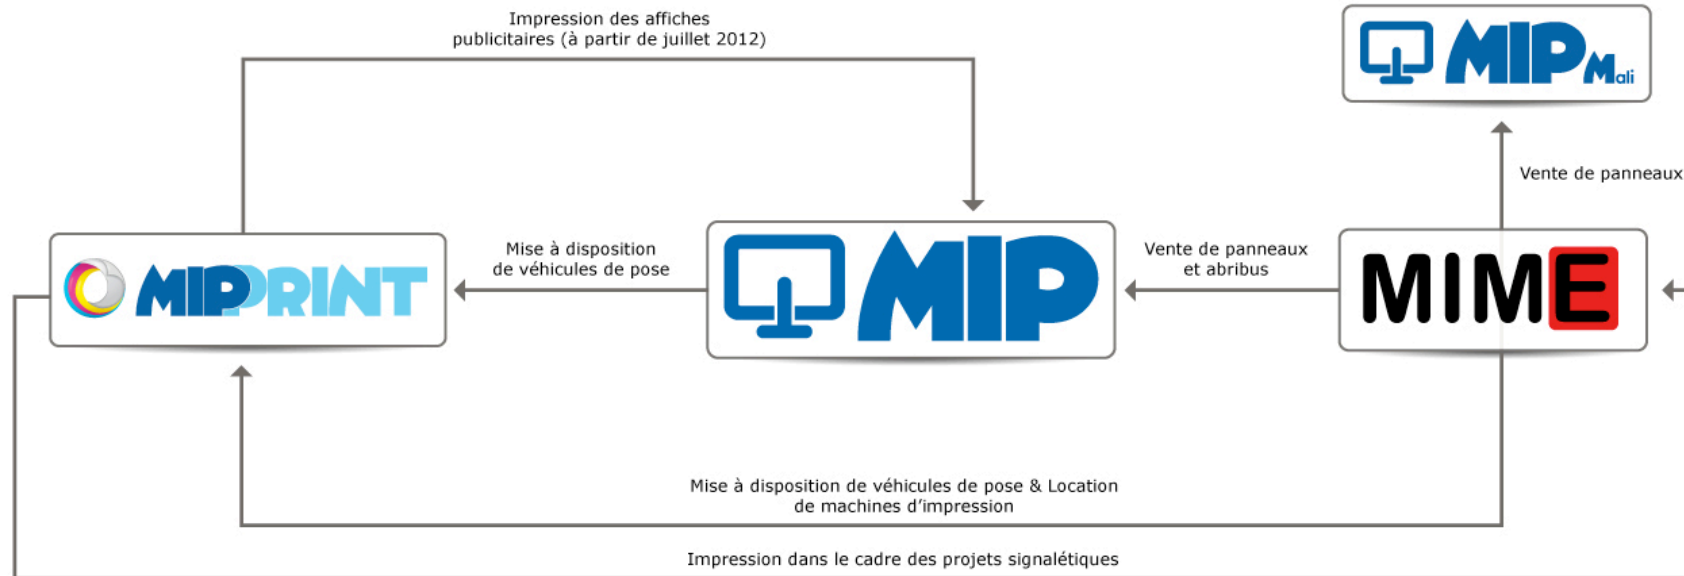 Impression des affiches
publicitaires (à partir de juillet 2012)
MIP Mali
Vente de panneaux
MIPPRINT
Mise à disposition
de véhicules de pose
MIP
Vente de panneaux
et abribus
MIME
Mise à disposition de véhicules de pose & Location
de machines d’impression
Impression dans le cadre des projets signalétiques